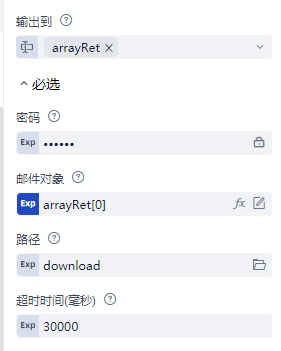 输出到
arrayRet
必选
密码
Exp ••••••
邮件对象
Exp arrayRet[0] fx
路径
Exp download
超时时间(毫秒)
Exp 30000